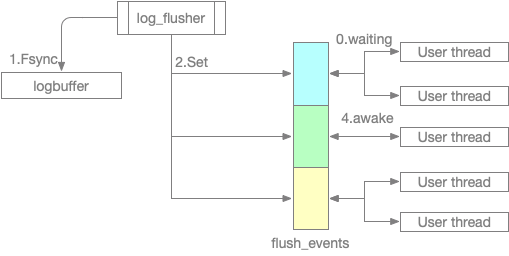 log_flusher
0.waiting
1.Fsync
2.Set
User thread
logbuffer
User thread
4.awake
User thread
User thread
User thread
flush_events